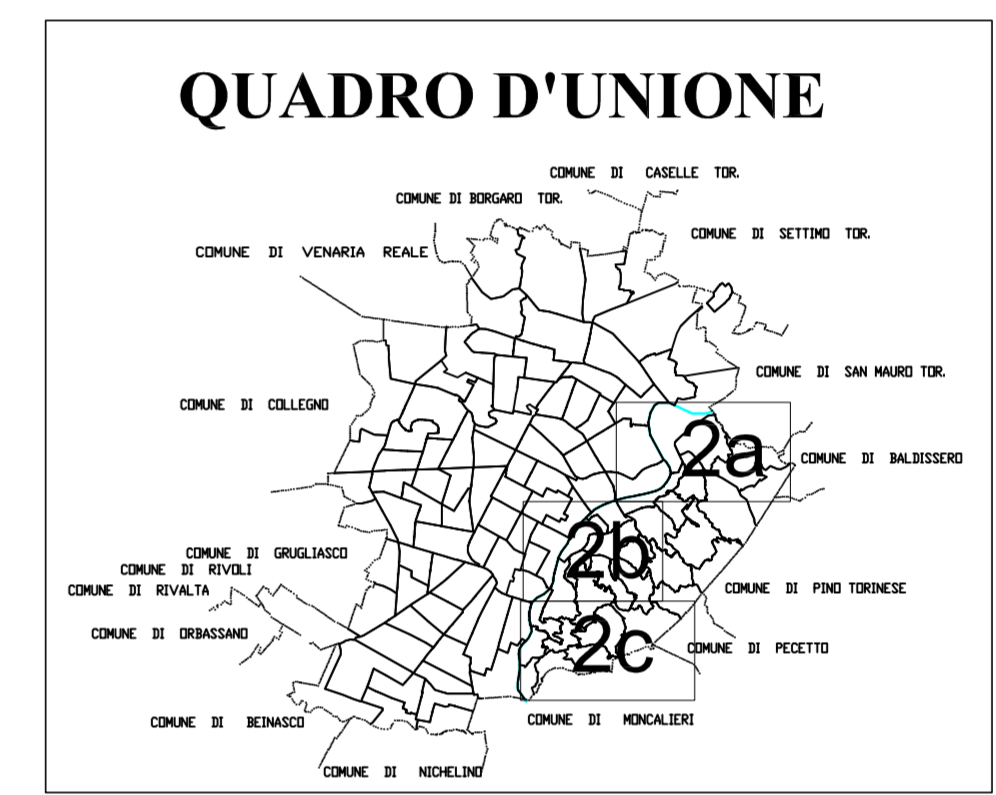 QUADRO D'UNIONE
COMUNE DI CASELLE TOR.
COMUNE DI BORGARO TOR.
COMUNE DI SETTIMO TOR.
COMUNE DI VENARIA REALE
COMUNE DI SAN MAURO TOR.
COMUNE DI COLLEGNO
2a
COMUNE DI BALDISSERO
2b
COMUNE DI GRUGLIASCO
COMUNE DI RIVOLI
COMUNE DI RIVALTA
COMUNE DI PINO TORINESE
COMUNE DI ORBASSANO
2c
COMUNE DI PECETTO
COMUNE DI BEINASCO
COMUNE DI MONCALIERI
COMUNE DI NICHELINO